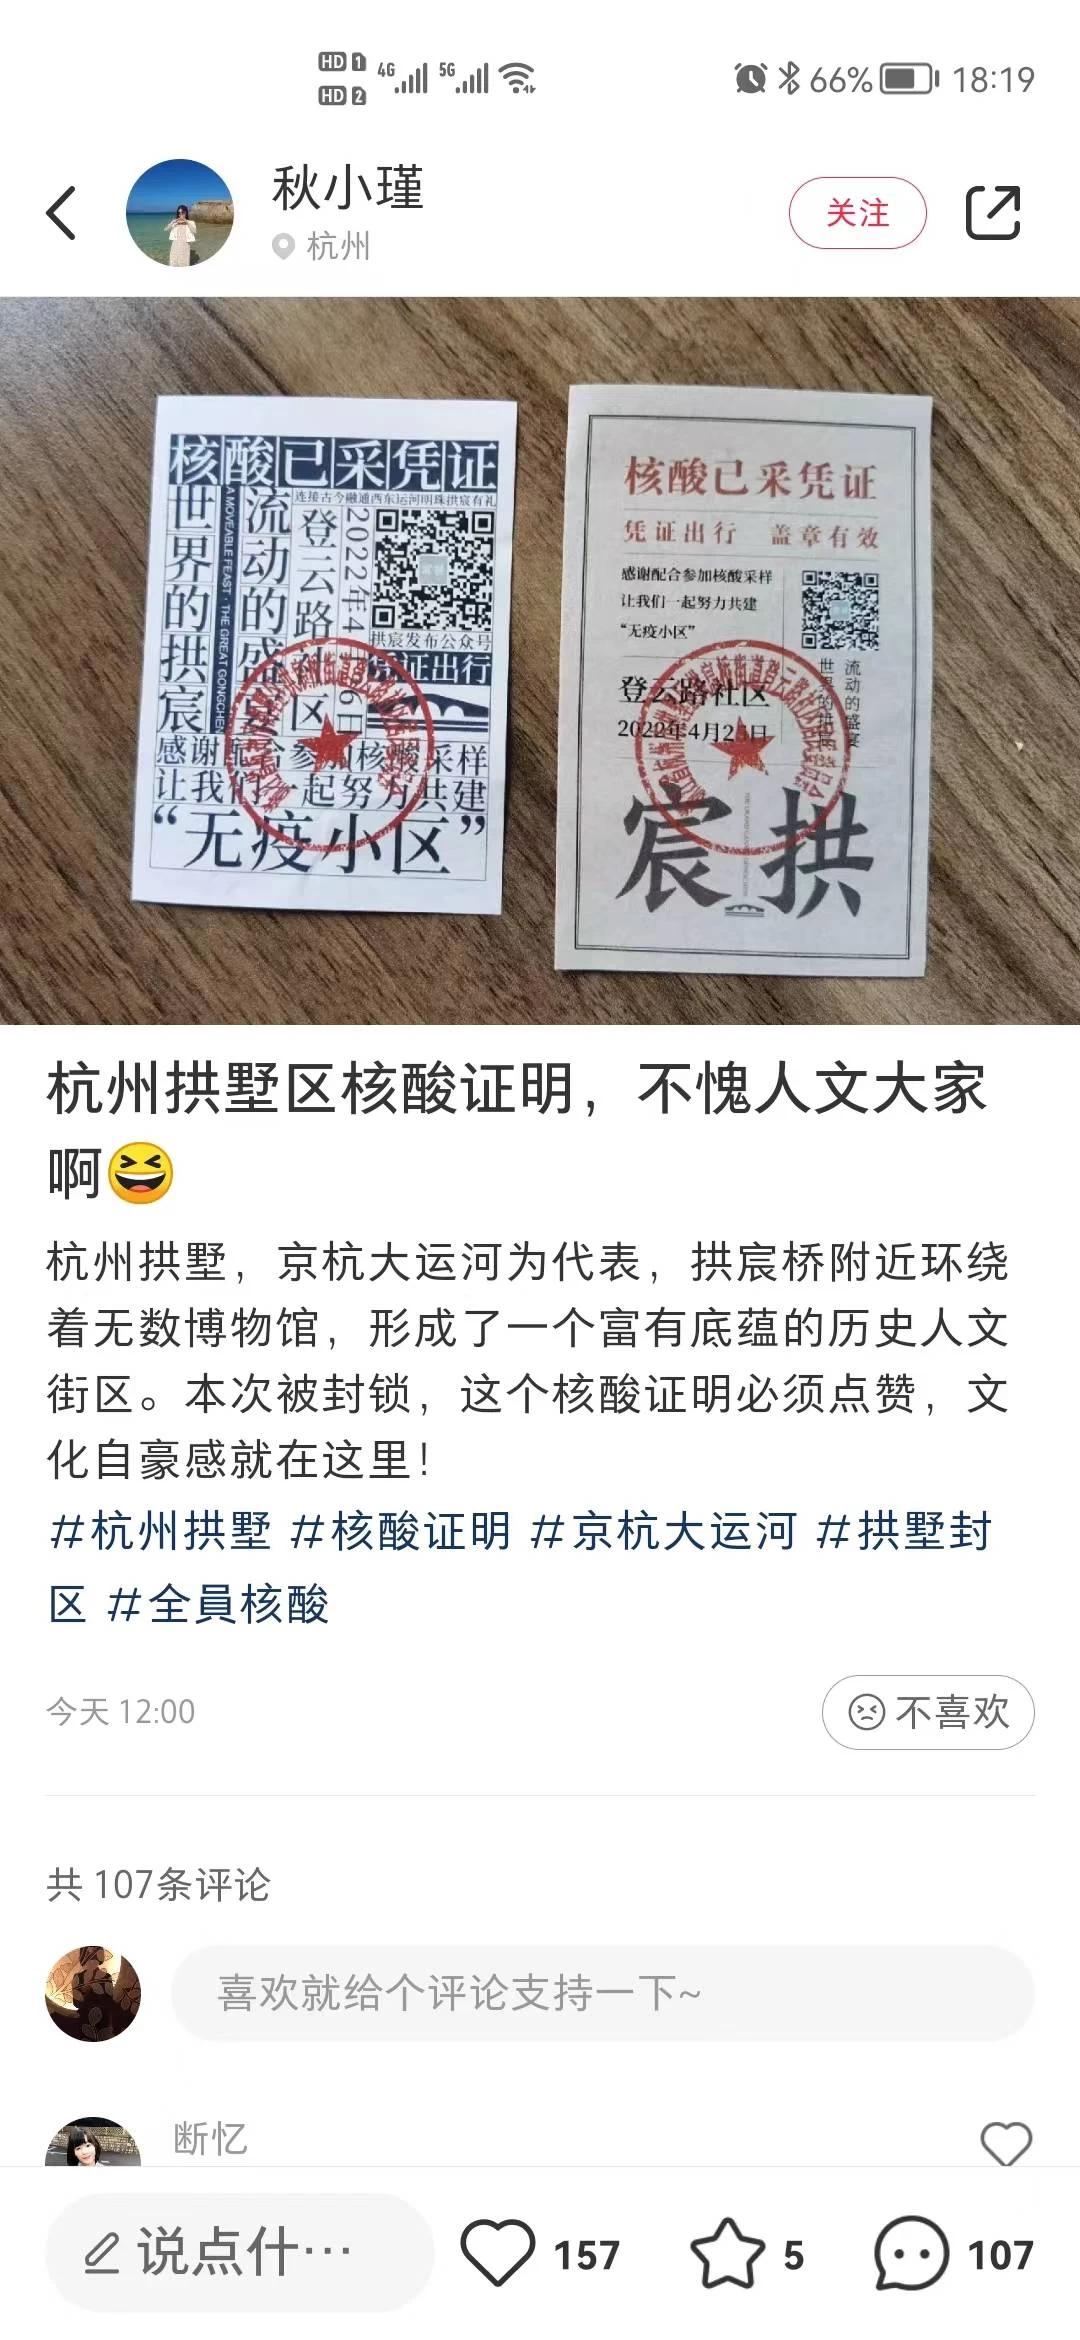 HD 1
HD 2
4G
5G
66%
18:19
秋小瑾
杭州
关注
核酸已采凭证
连接古今融通西东运河明珠拱宸有礼
世界的拱宸
A MOVEABLE FEAST · THE GREAT GONGCHEN
流动的盛宴
登云路社区
2022年4月26日
拱宸发布公众号
凭证出行
感谢配合参加核酸采样
让我们一起努力共建
“无疫小区”
核酸已采凭证
凭证出行 盖章有效
感谢配合参加核酸采样
让我们一起努力共建
“无疫小区”
流动的盛宴
世界的拱宸
登云路社区
2022年4月25日
宸拱
杭州拱墅区核酸证明，不愧人文大家
啊😆
杭州拱墅，京杭大运河为代表，拱宸桥附近环绕
着无数博物馆，形成了一个富有底蕴的历史人文
街区。本次被封锁，这个核酸证明必须点赞，文
化自豪感就在这里！
#杭州拱墅 #核酸证明 #京杭大运河 #拱墅封
区 #全員核酸
今天 12:00
不喜欢
共 107条评论
喜欢就给个评论支持一下~
断忆
说点什…
157
5
107